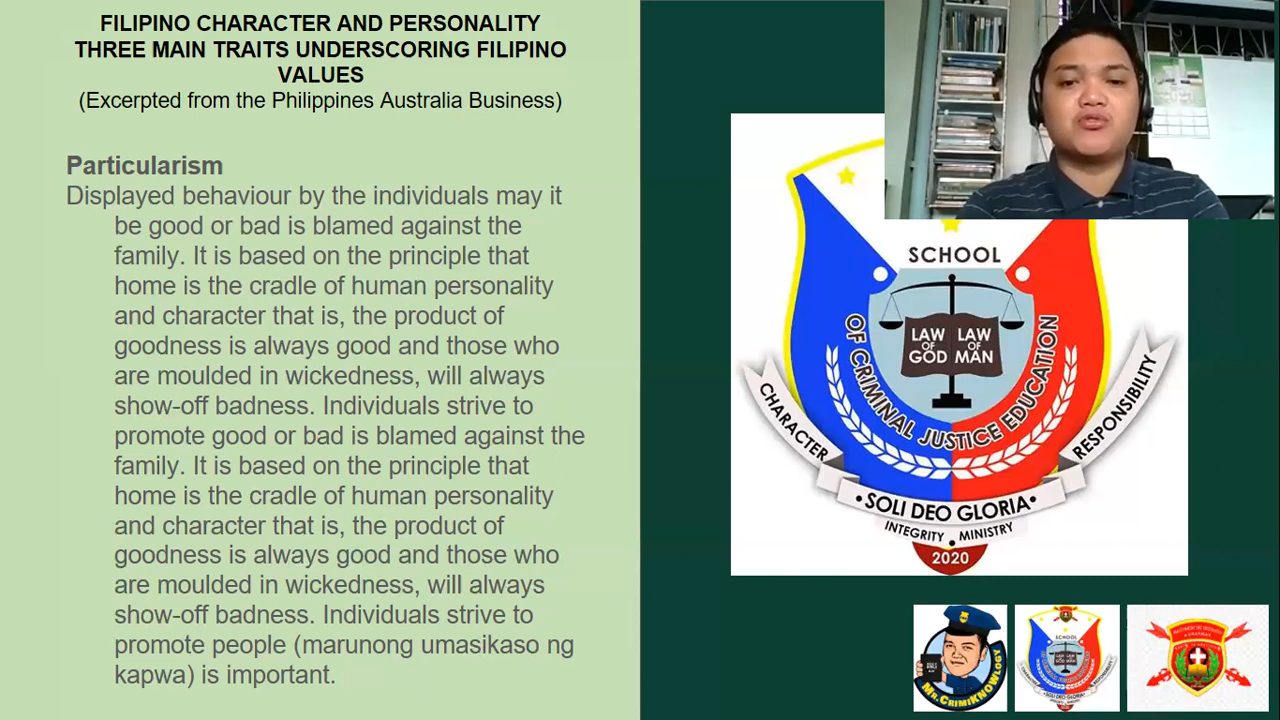 FILIPINO CHARACTER AND PERSONALITY
THREE MAIN TRAITS UNDERSCORING FILIPINO
VALUES
(Excerpted from the Philippines Australia Business)
Particularism
Displayed behaviour by the individuals may it
be good or bad is blamed against the
family. It is based on the principle that
home is the cradle of human personality
and character that is, the product of
goodness is always good and those who
are moulded in wickedness, will always
show-off badness. Individuals strive to
promote good or bad is blamed against the
family. It is based on the principle that
home is the cradle of human personality
and character that is, the product of
goodness is always good and those who
are moulded in wickedness, will always
show-off badness. Individuals strive to
promote people (marunong umasikaso ng
kapwa) is important.
SCHOOL
OF CRIMINAL JUSTICE EDUCATION
LAW OF GOD
LAW OF MAN
CHARACTER
RESPONSIBILITY
•SOLI DEO GLORIA•
INTEGRITY • MINISTRY
2020
MR. CRIMIKNOWLOGY
SCHOOL